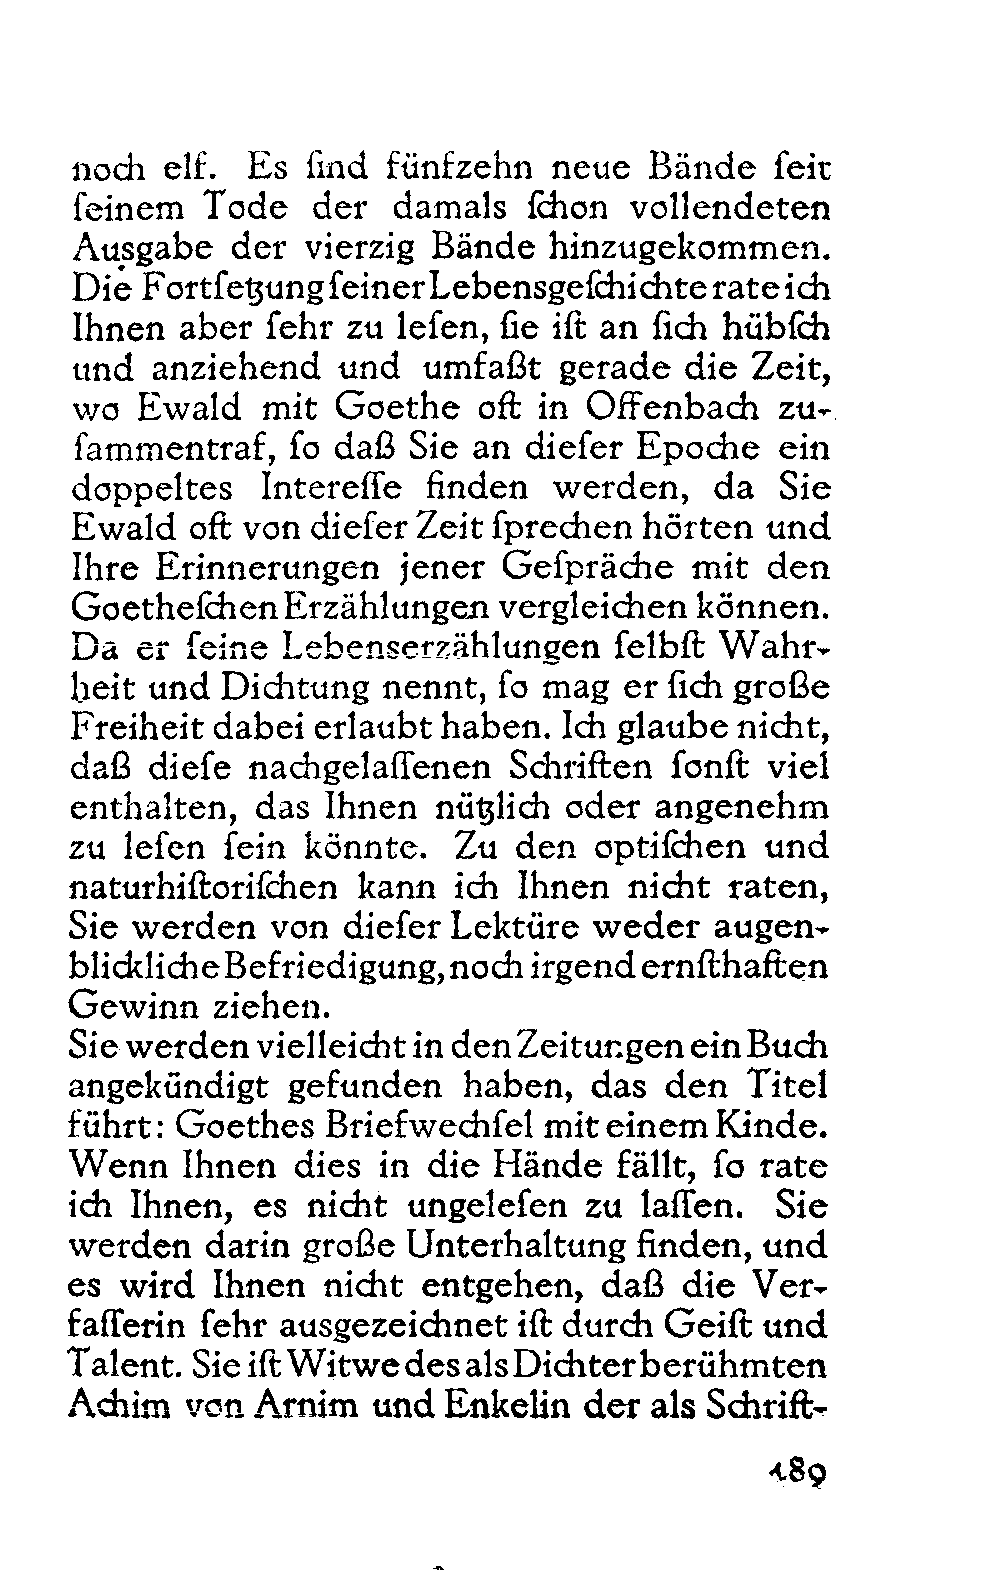 noch elf. Es ſind fünfzehn neue Bände ſeit
ſeinem Tode der damals ſchon vollendeten
Ausgabe der vierzig Bände hinzugekommen.
Die Fortſetzung ſeiner Lebensgeſchichte rate ich
Ihnen aber ſehr zu leſen, ſie iſt an ſich hübſch
und anziehend und umfaßt gerade die Zeit,
wo Ewald mit Goethe oft in Offenbach zu-
ſammentraf, ſo daß Sie an dieſer Epoche ein
doppeltes Intereſſe finden werden, da Sie
Ewald oft von dieſer Zeit ſprechen hörten und
Ihre Erinnerungen jener Geſpräche mit den
Goetheſchen Erzählungen vergleichen können.
Da er ſeine Lebenserzählungen ſelbſt Wahr-
heit und Dichtung nennt, ſo mag er ſich große
Freiheit dabei erlaubt haben. Ich glaube nicht,
daß dieſe nachgelaſſenen Schriften ſonſt viel
enthalten, das Ihnen nützlich oder angenehm
zu leſen ſein könnte. Zu den optiſchen und
naturhiſtoriſchen kann ich Ihnen nicht raten,
Sie werden von dieſer Lektüre weder augen-
blickliche Befriedigung, noch irgend ernſthaften
Gewinn ziehen.
Sie werden vielleicht in den Zeitungen ein Buch
angekündigt gefunden haben, das den Titel
führt: Goethes Briefwechſel mit einem Kinde.
Wenn Ihnen dies in die Hände fällt, ſo rate
ich Ihnen, es nicht ungeleſen zu laſſen. Sie
werden darin große Unterhaltung finden, und
es wird Ihnen nicht entgehen, daß die Ver-
faſſerin ſehr ausgezeichnet iſt durch Geiſt und
Talent. Sie iſt Witwe des als Dichter berühmten
Achim von Arnim und Enkelin der als Schrift-
189